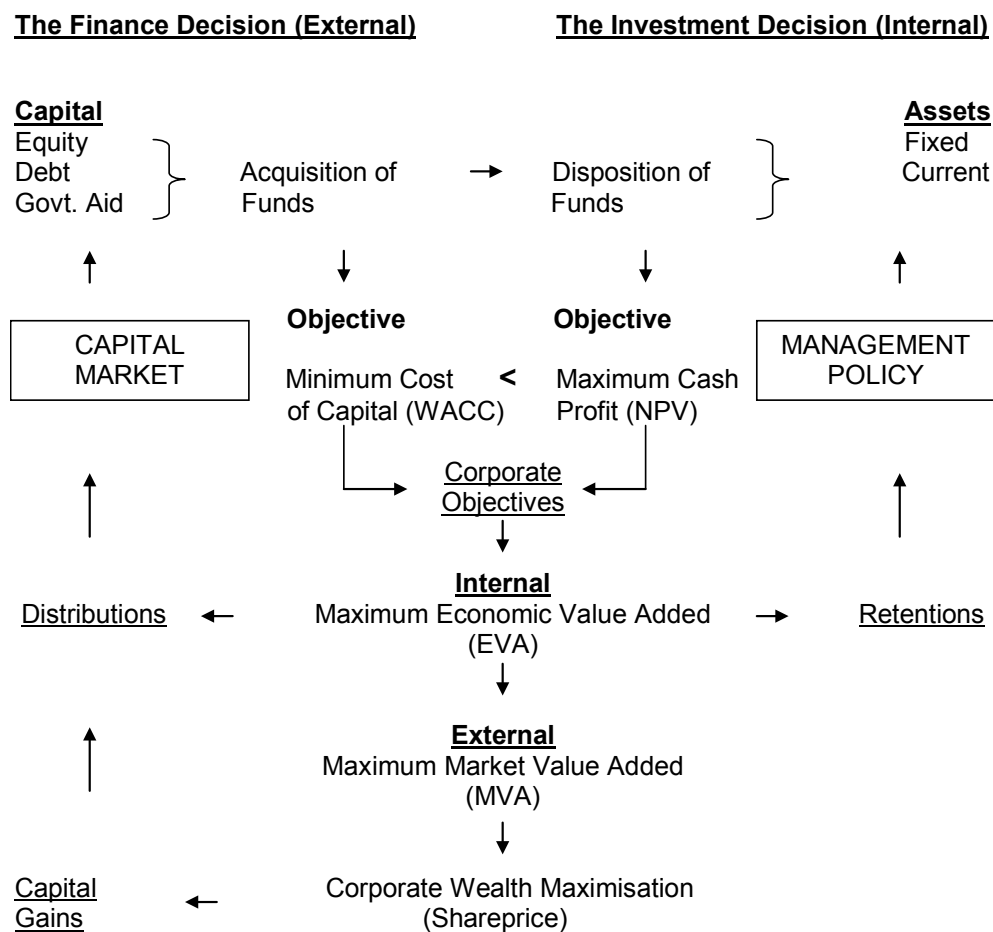 The Finance Decision (External)
The Investment Decision (Internal)
Capital
Equity
Debt
Govt. Aid
Acquisition of
Funds
Disposition of
Funds
Assets
Fixed
Current
CAPITAL
MARKET
Objective
Minimum Cost
of Capital (WACC)
<
Objective
Maximum Cash
Profit (NPV)
MANAGEMENT
POLICY
Corporate
Objectives
Distributions
Internal
Maximum Economic Value Added
(EVA)
Retentions
External
Maximum Market Value Added
(MVA)
Capital
Gains
Corporate Wealth Maximisation
(Shareprice)